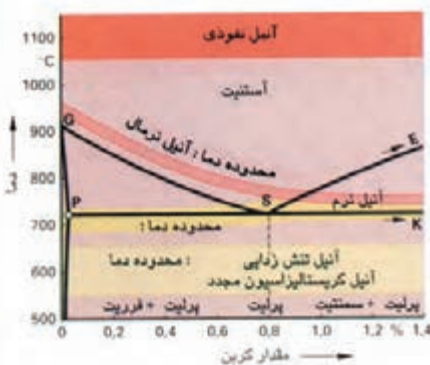 1100
°C
1000
900
800
700
600
500
دما
آنیل نفوذی
آستنیت
محدوده دما : آنیل نرمال
G
E
P
S
K
آنیل نرم
محدوده دما :
آنیل تنش زدایی
محدوده دما :
آنیل کریستالیزاسیون مجدد
پرلیت + فرریت
پرلیت
پرلیت + سمنتیت
0 0,2 0,4 0,6 0,8 1,0 1,2 % 1,4
مقدار کربن